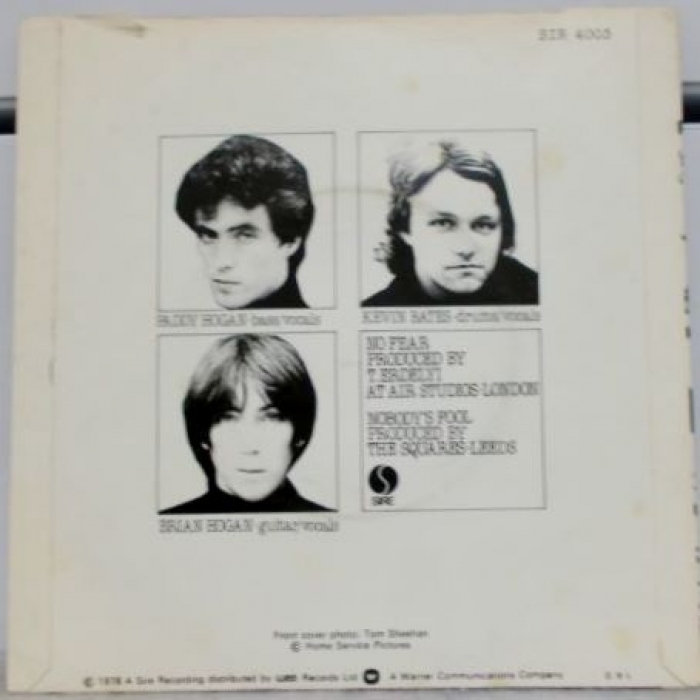 SIR 4003
PADDY HOGAN-bass/vocals
KEVIN BATES-drums/vocals
BRIAN HOGAN-guitar/vocals
NO FEAR
PRODUCED BY
T.ERDELYI
AT AIR STUDIOS-LONDON
NOBODY'S FOOL
PRODUCED BY
THE SQUARES-LEEDS
SIRE
Front cover photo: Tom Sheehan
© Home Service Pictures
© 1978 A Sire Recording distributed by wea Records Ltd. A Warner Communications Company